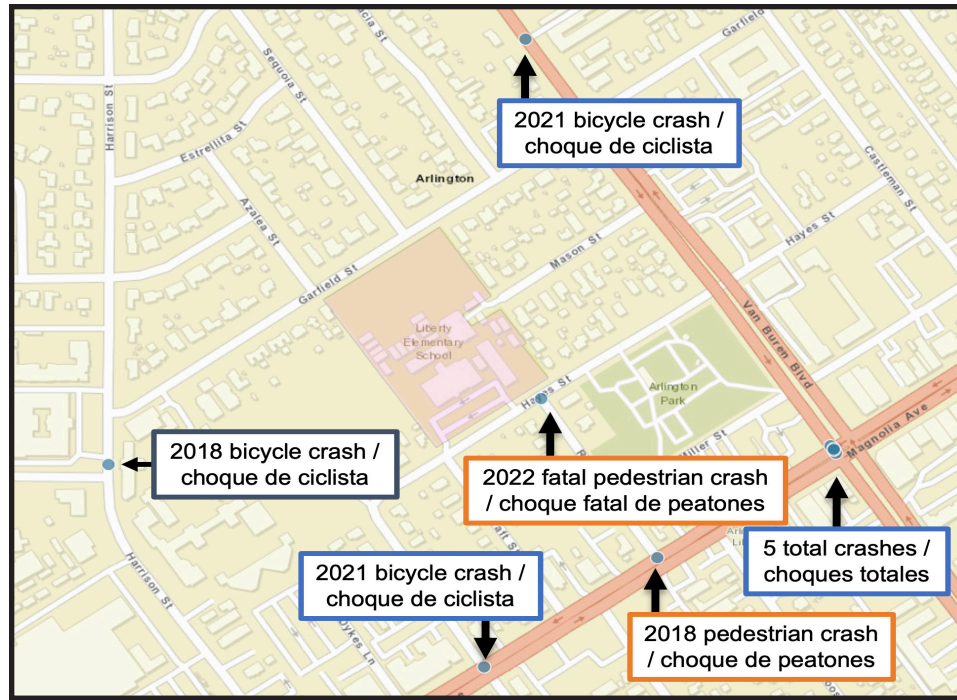 Garfield
Sequoia St
Harrison St
2021 bicycle crash /
choque de ciclista
Estrellita St
Arlington
Castleman St
Azalea St
Hayes St
Mason St
Garfield St
Van Buren Blvd
Liberty
Elementary
School
Arlington
Park
Hayes St
Magnolia Ave
Miller St
2018 bicycle crash /
choque de ciclista
2022 fatal pedestrian crash
/ choque fatal de peatones
5 total crashes /
choques totales
2021 bicycle crash /
choque de ciclista
Harrison St
Dykes Ln
2018 pedestrian crash
/ choque de peatones